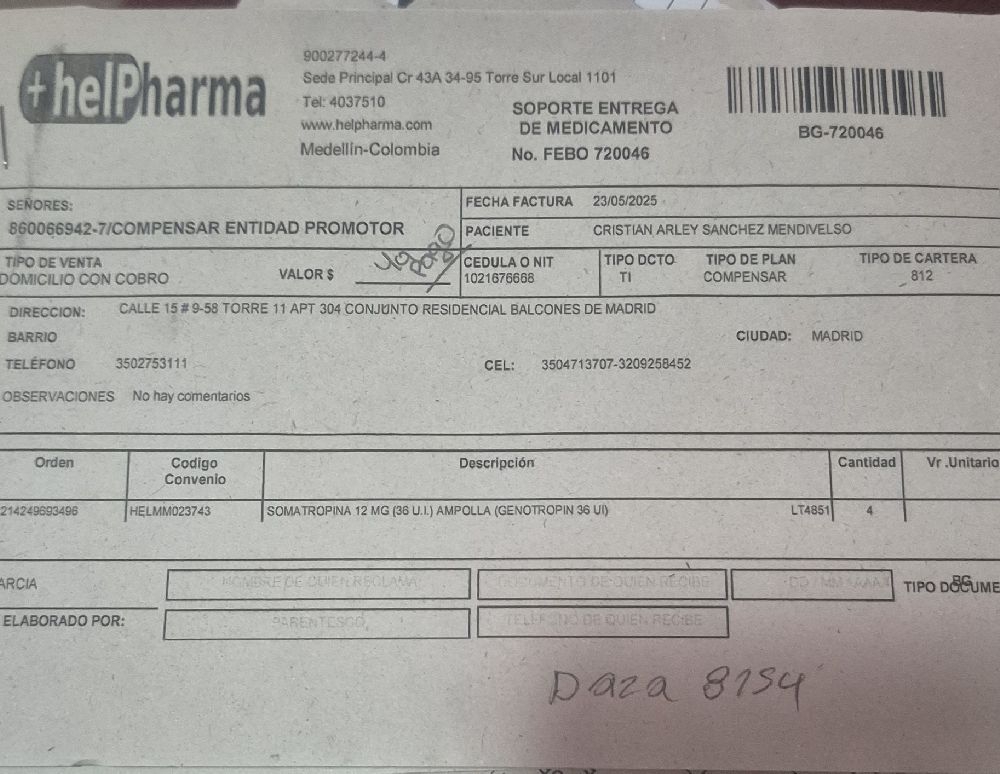 +helPharma
900277244-4
Sede Principal Cr 43A 34-95 Torre Sur Local 1101
Tel: 4037510
www.helpharma.com
Medellín-Colombia
SOPORTE ENTREGA
DE MEDICAMENTO
No. FEBO 720046
BG-720046
SEÑORES:
860066942-7/COMPENSAR ENTIDAD PROMOTOR
FECHA FACTURA 23/05/2025
PACIENTE CRISTIAN ARLEY SANCHEZ MENDIVELSO
TIPO DE VENTA
DOMICILIO CON COBRO
VALOR $
CEDULA O NIT
1021676668
TIPO DCTO
TI
TIPO DE PLAN
COMPENSAR
TIPO DE CARTERA
812
DIRECCION: CALLE 15 # 9-58 TORRE 11 APT 304 CONJUNTO RESIDENCIAL BALCONES DE MADRID
BARRIO CIUDAD: MADRID
TELÉFONO 3502753111 CEL: 3504713707-3209258452
OBSERVACIONES No hay comentarios
Orden Codigo Convenio Descripción Cantidad Vr .Unitario
214249693496 HELMM023743 SOMATROPINA 12 MG (36 U.I.) AMPOLLA (GENOTROPIN 36 UI) LT4851 4
ARCIA NOMBRE DE QUIEN RECLAMA DOCUMENTO DE QUIEN RECIBE DD / MM / AAAA TIPO DOCUME
BG
ELABORADO POR: PARENTESCO TELEFONO DE QUIEN RECIBE
Daza 8154